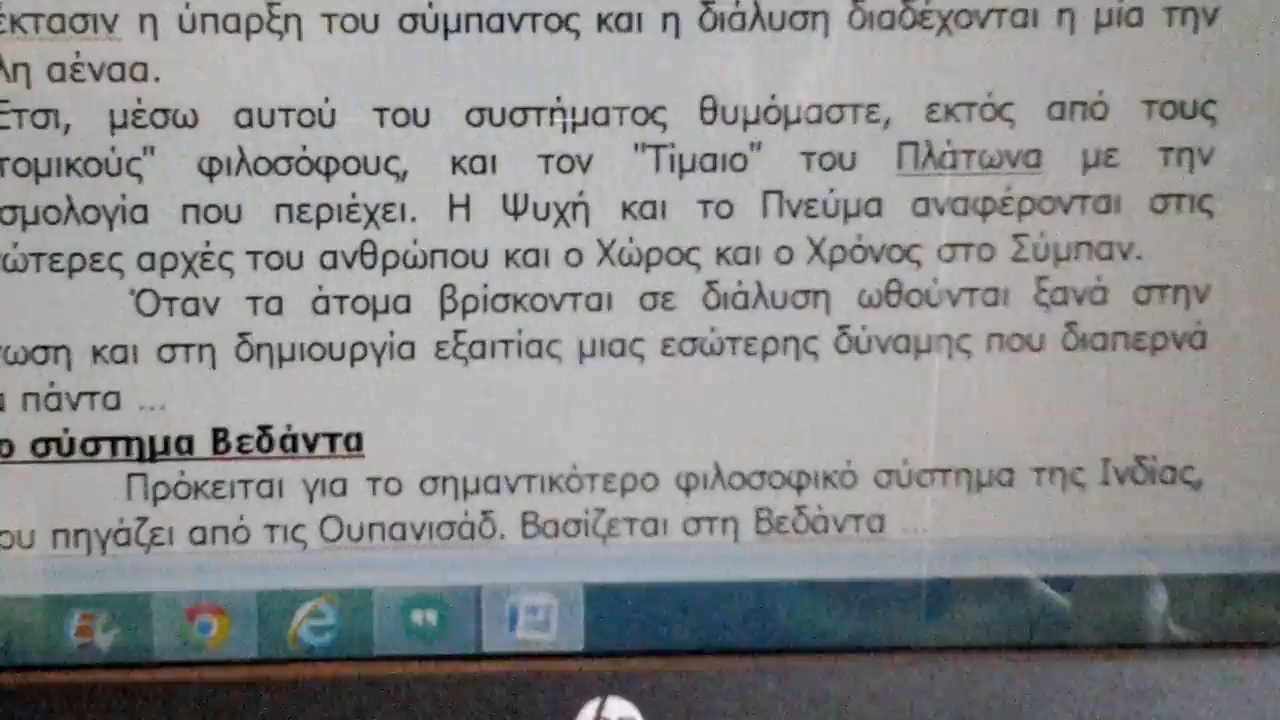 έκτασιν η ύπαρξη του σύμπαντος και η διάλυση διαδέχονται η μία την
λη αέναα.
Έτσι, μέσω αυτού του συστήματος θυμόμαστε, εκτός από τους
τομικούς" φιλοσόφους, και τον "Τίμαιο" του Πλάτωνα με την
σμολογία που περιέχει. Η Ψυχή και το Πνεύμα αναφέρονται στις
ώτερες αρχές του ανθρώπου και ο Χώρος και ο Χρόνος στο Σύμπαν.
Όταν τα άτομα βρίσκονται σε διάλυση ωθούνται ξανά στην
νωση και στη δημιουργία εξαιτίας μιας εσώτερης δύναμης που διαπερνά
α πάντα ...
ο σύστημα Βεδάντα
Πρόκειται για το σημαντικότερο φιλοσοφικό σύστημα της Ινδίας,
ου πηγάζει από τις Ουπανισάδ. Βασίζεται στη Βεδάντα ...